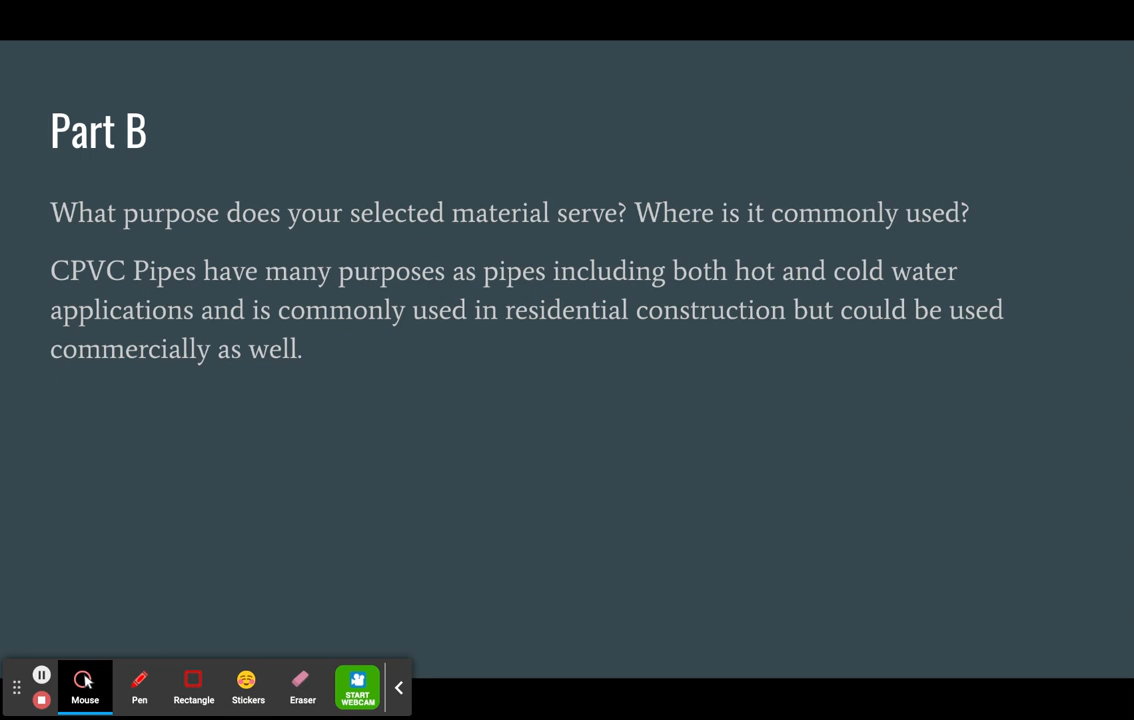 Part B
What purpose does your selected material serve? Where is it commonly used?
CPVC Pipes have many purposes as pipes including both hot and cold water
applications and is commonly used in residential construction but could be used
commercially as well.
Mouse
Pen
Rectangle
Stickers
Eraser
START
WEBCAM